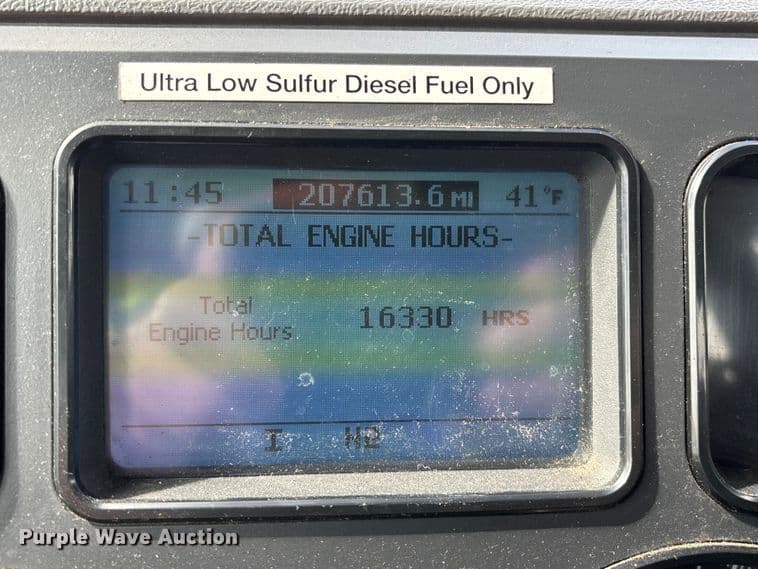 Ultra Low Sulfur Diesel Fuel Only
11:45 207613.6 MI 41°F
-TOTAL ENGINE HOURS-
Total
Engine Hours 16330 HRS
I N2
Purple Wave Auction